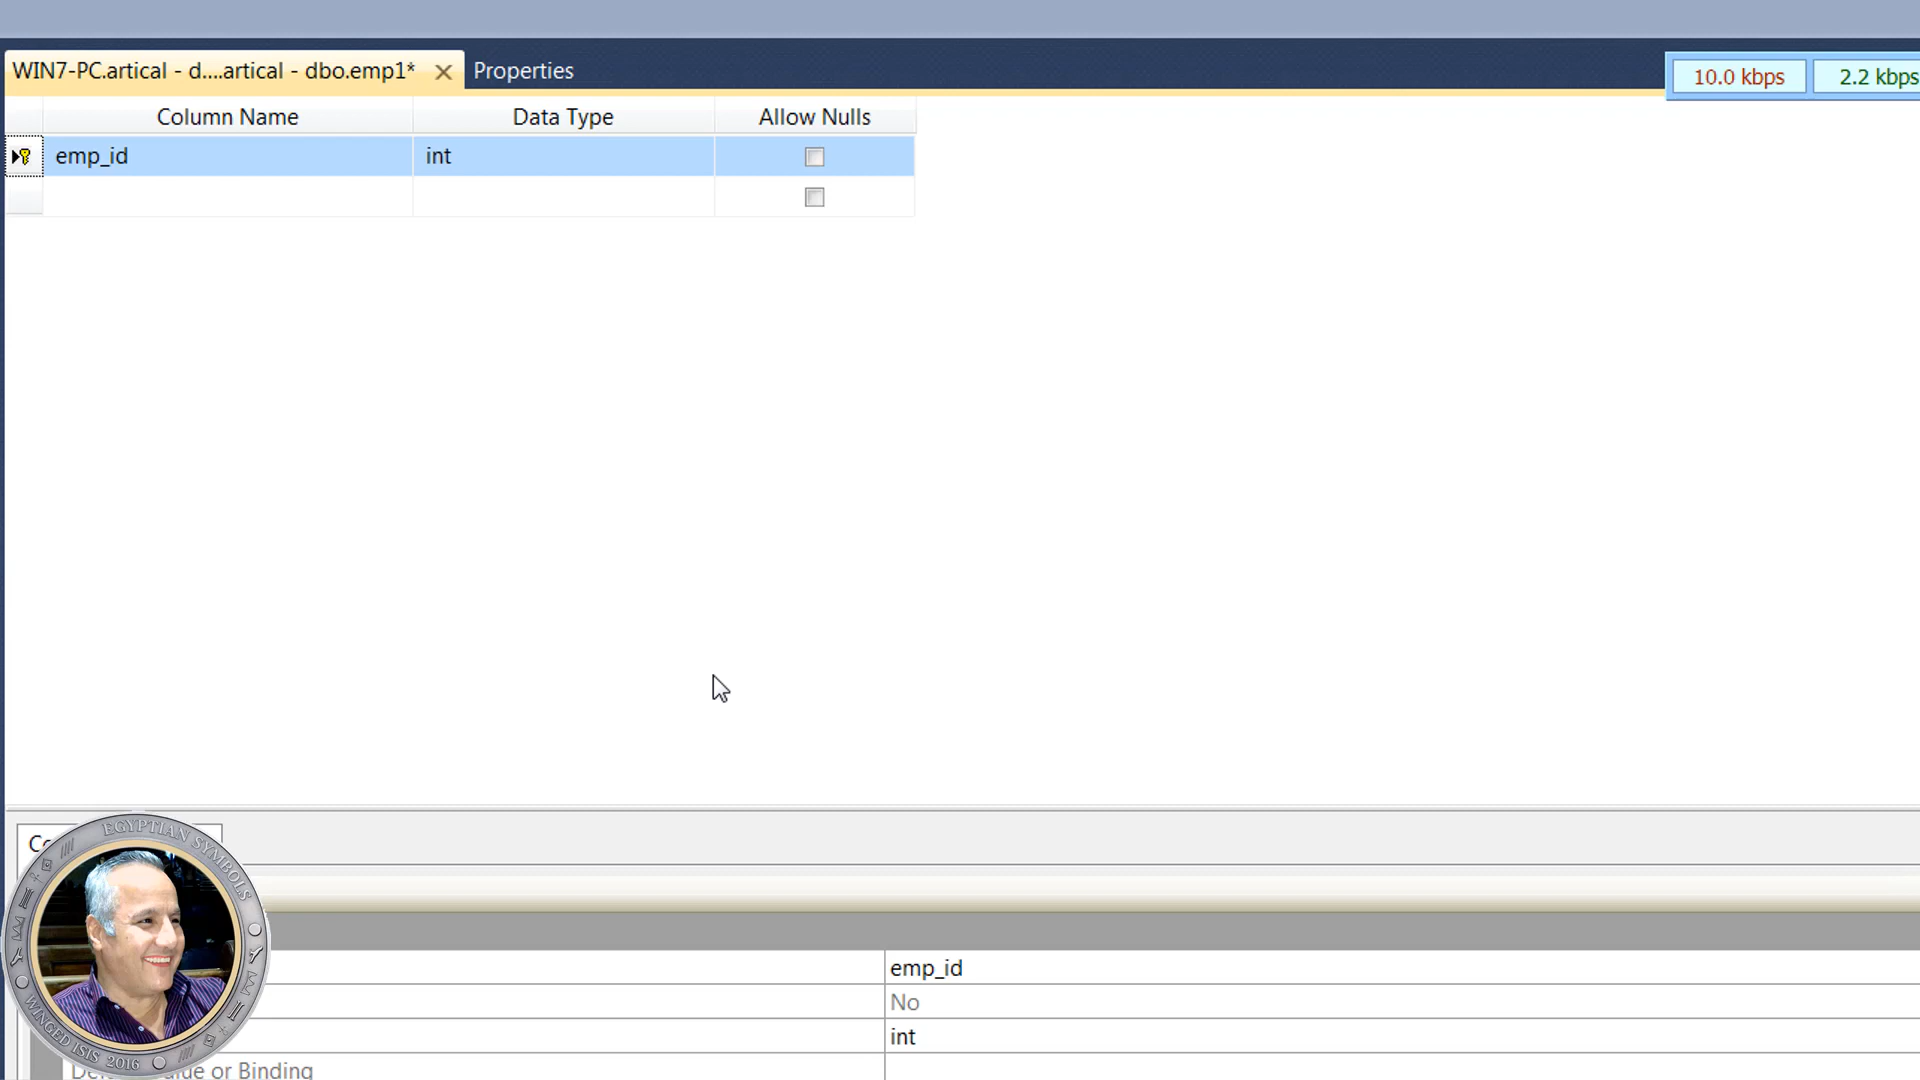 WIN7-PC.artical - d....artical - dbo.emp1*
Properties
10.0 kbps
2.2 kbps
Column Name
Data Type
Allow Nulls
emp_id
int
EGYPTIAN SYMBOLS
WINGED ISIS 2016
emp_id
No
int
or Binding